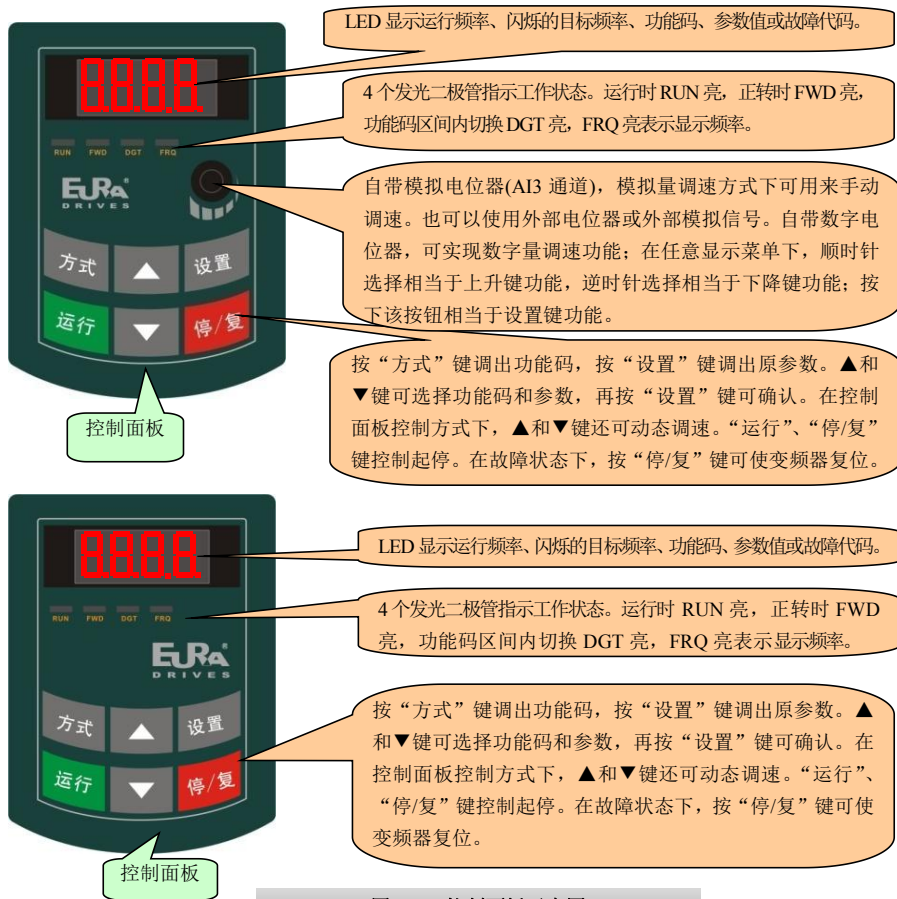 LED 显示运行频率、闪烁的目标频率、功能码、参数值或故障代码。
8.8.8.8.
4 个发光二极管指示工作状态。运行时 RUN 亮，正转时 FWD 亮，
功能码区间内切换 DGT 亮，FRQ 亮表示显示频率。
RUN FWD DGT FRQ
EURA®
DRIVES
自带模拟电位器(AI3 通道)，模拟量调速方式下可用来手动
调速。也可以使用外部电位器或外部模拟信号。自带数字电
位器，可实现数字量调速功能；在任意显示菜单下，顺时针
选择相当于上升键功能，逆时针选择相当于下降键功能；按
下该按钮相当于设置键功能。
方式 ▲ 设置
运行 ▼ 停/复
按“方式”键调出功能码，按“设置”键调出原参数。▲和
▼键可选择功能码和参数，再按“设置”键可确认。在控制
面板控制方式下，▲和▼键还可动态调速。“运行”、“停/复”
键控制起停。在故障状态下，按“停/复”键可使变频器复位。
控制面板
LED 显示运行频率、闪烁的目标频率、功能码、参数值或故障代码。
8.8.8.8.
4 个发光二极管指示工作状态。运行时 RUN 亮，正转时 FWD
亮，功能码区间内切换 DGT 亮，FRQ 亮表示显示频率。
RUN FWD DGT FRQ
EURA®
DRIVES
方式 ▲ 设置
运行 ▼ 停/复
按“方式”键调出功能码，按“设置”键调出原参数。▲
和▼键可选择功能码和参数，再按“设置”键可确认。在
控制面板控制方式下，▲和▼键还可动态调速。“运行”、
“停/复”键控制起停。在故障状态下，按“停/复”键可使
变频器复位。
控制面板